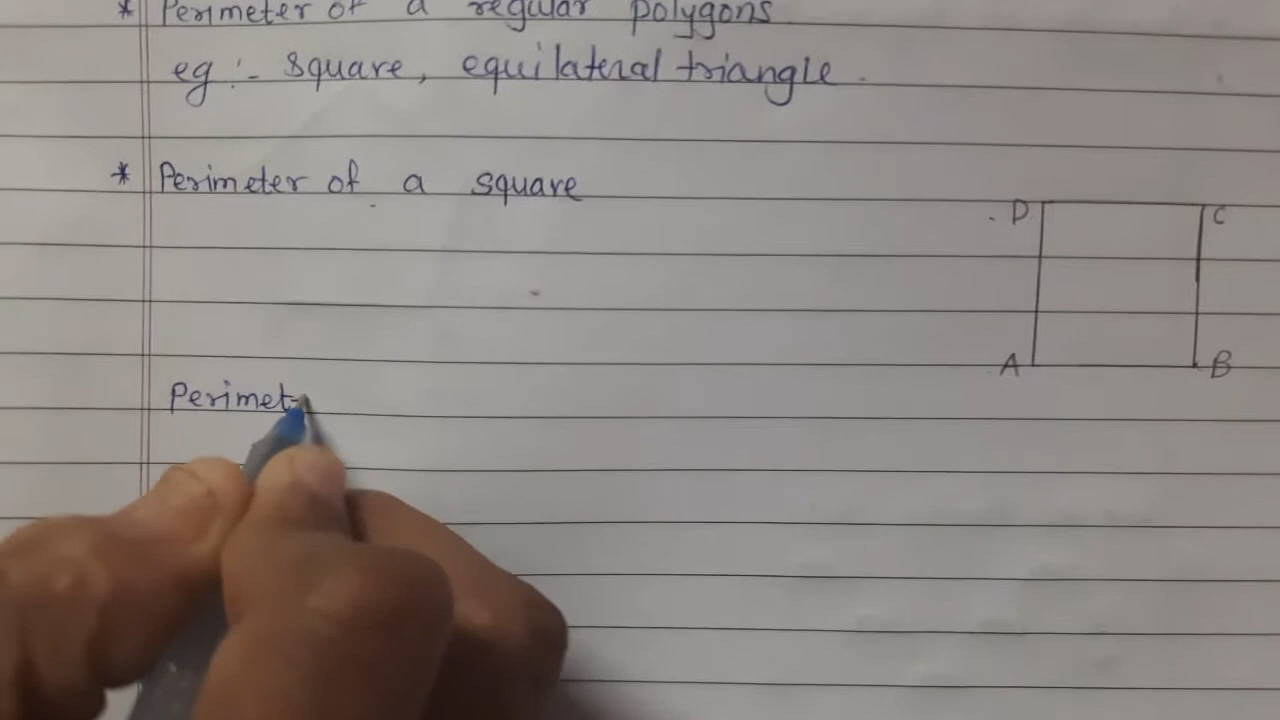 * Perimeter of a regular polygons
eg :- square, equilateral triangle.
* Perimeter of a square
D C
A B
Perimet